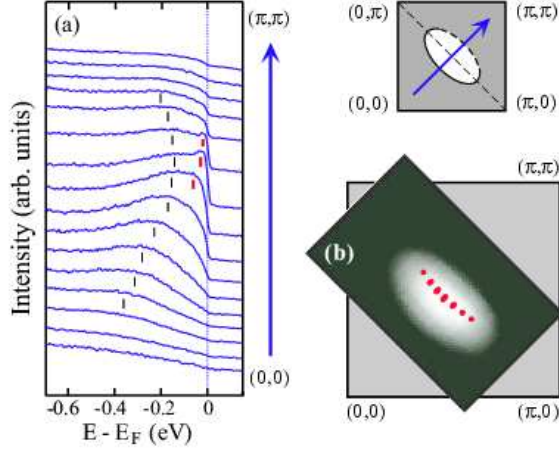 (a)
(π,π)
(0,0)
Intensity (arb. units)
-0.6 -0.4 -0.2 0
E - E_F (eV)
(0,π) (π,π)
(0,0) (π,0)
(π,π)
(b)
(0,0) (π,0)